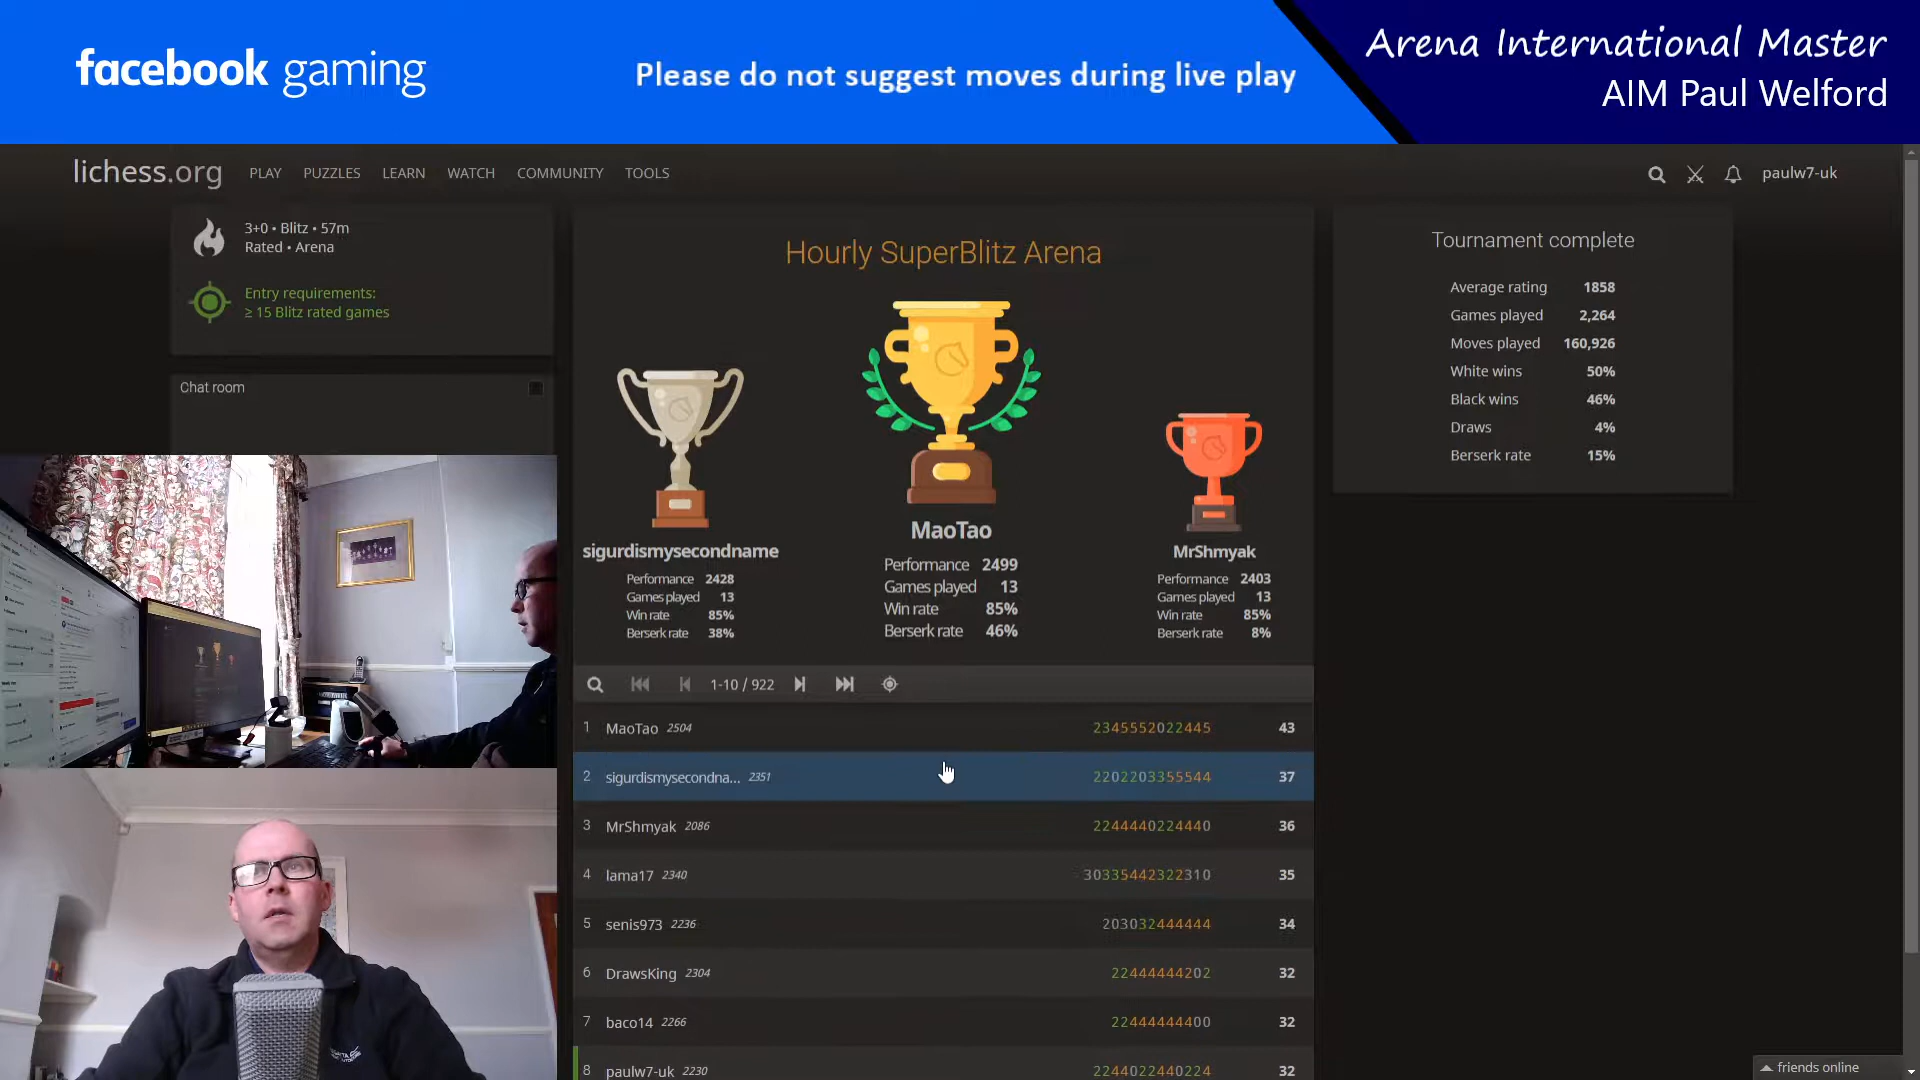 facebook gaming
Please do not suggest moves during live play
Arena International Master
AIM Paul Welford
lichess.org
PLAY
PUZZLES
LEARN
WATCH
COMMUNITY
TOOLS
paulw7-uk
3+0 • Blitz • 57m
Rated • Arena
Entry requirements:
≥ 15 Blitz rated games
Chat room
Hourly SuperBlitz Arena
sigurdismysecondname
Performance 2428
Games played 13
Win rate 85%
Berserk rate 38%
MaoTao
Performance 2499
Games played 13
Win rate 85%
Berserk rate 46%
MrShmyak
Performance 2403
Games played 13
Win rate 85%
Berserk rate 8%
1-10 / 922
1 MaoTao 2504 2345552022445 43
2 sigurdismysecondna... 2351 2202203355544 37
3 MrShmyak 2086 2244440224440 36
4 lama17 2340 30335442322310 35
5 senis973 2236 203032444444 34
6 DrawsKing 2304 22444444202 32
7 baco14 2266 22444444400 32
8 paulw7-uk 2230 2244022440224 32
Tournament complete
Average rating 1858
Games played 2,264
Moves played 160,926
White wins 50%
Black wins 46%
Draws 4%
Berserk rate 15%
friends online